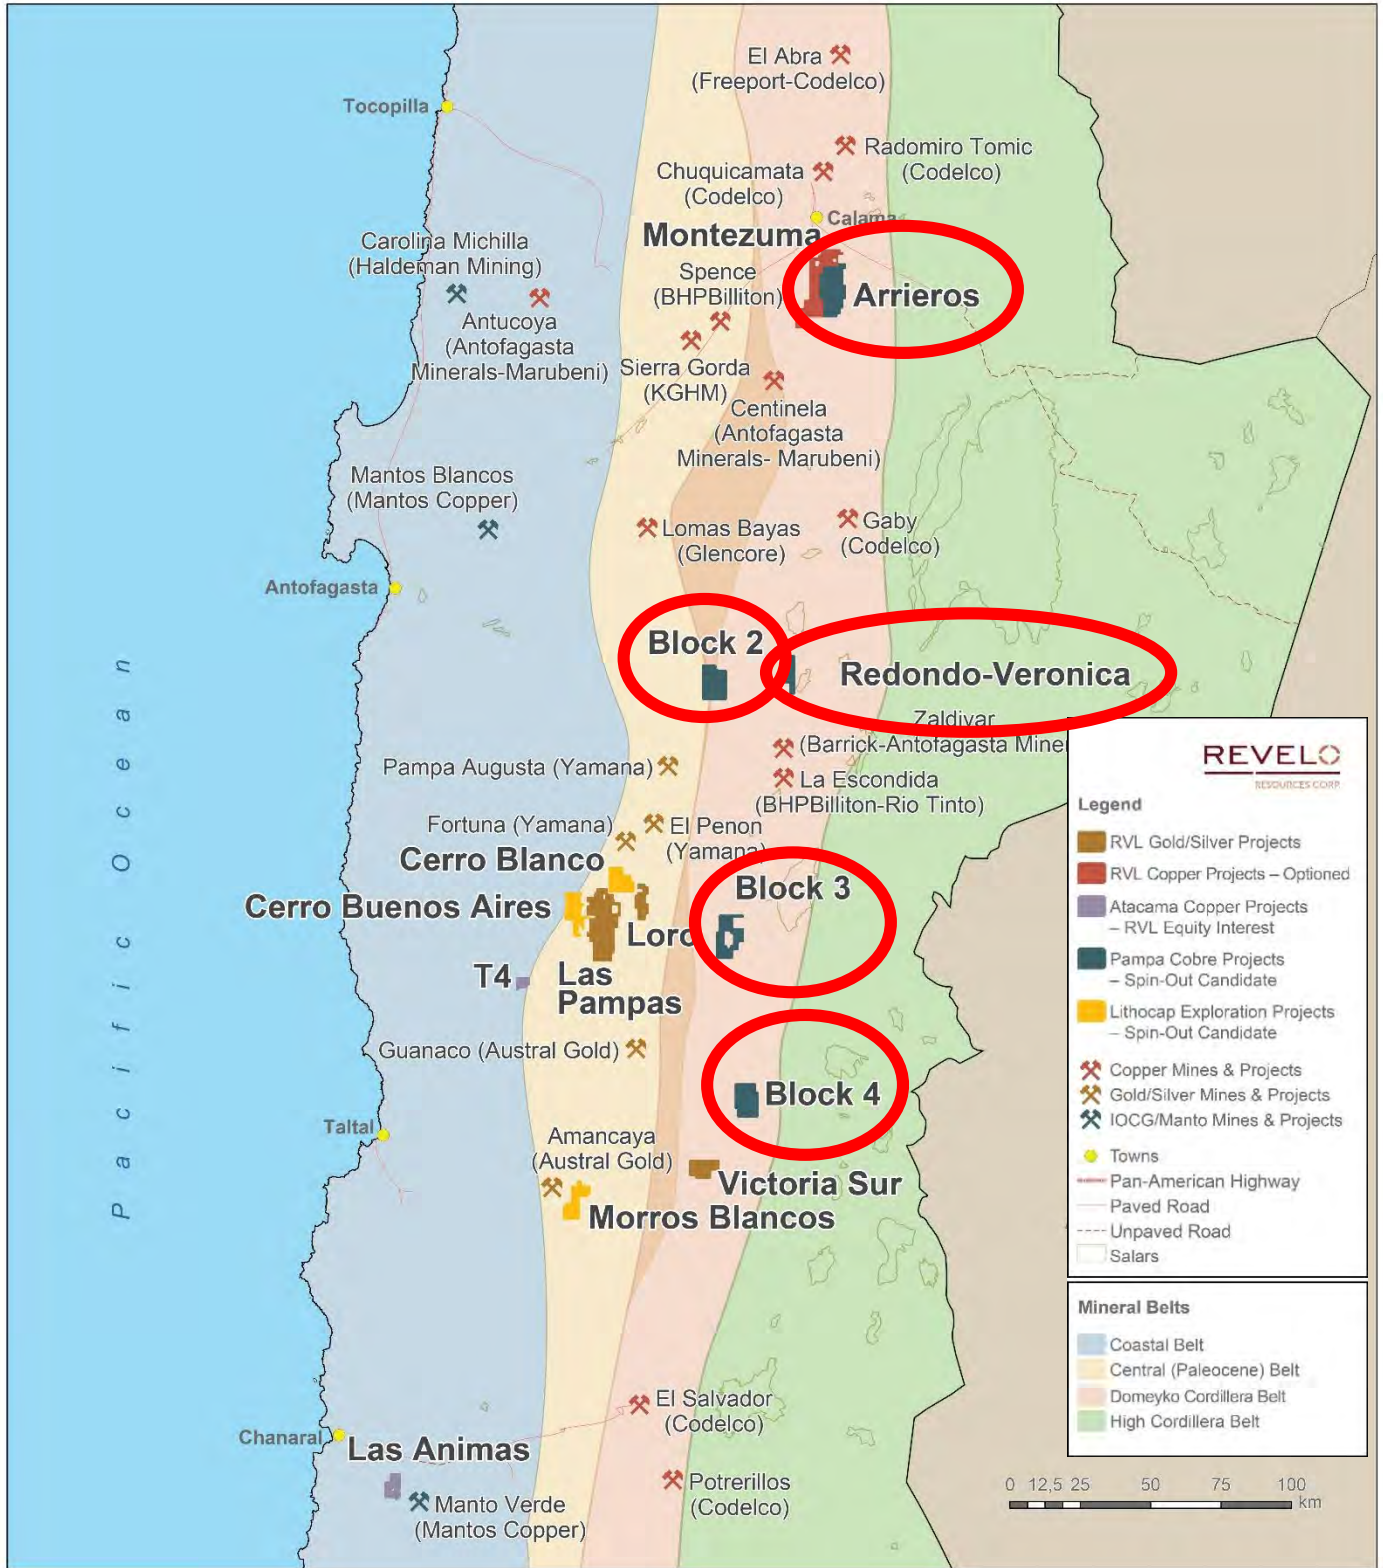 El Abra
(Freeport-Codelco)
Tocopilla
Radomiro Tomic
(Codelco)
Chuquicamata
(Codelco)
Calama
Montezuma
Carolina Michilla
(Haldeman Mining)
Spence
(BHPBilliton)
Arrieros
Antucoya
(Antofagasta
Minerals-Marubeni)
Sierra Gorda
(KGHM)
Centinela
(Antofagasta
Minerals- Marubeni)
Mantos Blancos
(Mantos Copper)
Lomas Bayas
(Glencore)
Gaby
(Codelco)
Antofagasta
Block 2
Redondo-Veronica
Zaldivar
(Barrick-Antofagasta Miner
Pampa Augusta (Yamana)
La Escondida
(BHPBilliton-Rio Tinto)
Fortuna (Yamana)
El Penon
(Yamana)
Cerro Blanco
Block 3
Cerro Buenos Aires
Loro
T4
Las
Pampas
Guanaco (Austral Gold)
Block 4
Taltal
Amancaya
(Austral Gold)
Victoria Sur
Morros Blancos
El Salvador
(Codelco)
Chanaral
Las Animas
Potrerillos
(Codelco)
Manto Verde
(Mantos Copper)
Pacific Ocean
REVELO
RESOURCES CORP.
Legend
RVL Gold/Silver Projects
RVL Copper Projects – Optioned
Atacama Copper Projects
– RVL Equity Interest
Pampa Cobre Projects
– Spin-Out Candidate
Lithocap Exploration Projects
– Spin-Out Candidate
Copper Mines & Projects
Gold/Silver Mines & Projects
IOCG/Manto Mines & Projects
Towns
Pan-American Highway
Paved Road
Unpaved Road
Salars
Mineral Belts
Coastal Belt
Central (Paleocene) Belt
Domeyko Cordillera Belt
High Cordillera Belt
0 12,5 25 50 75 100
km